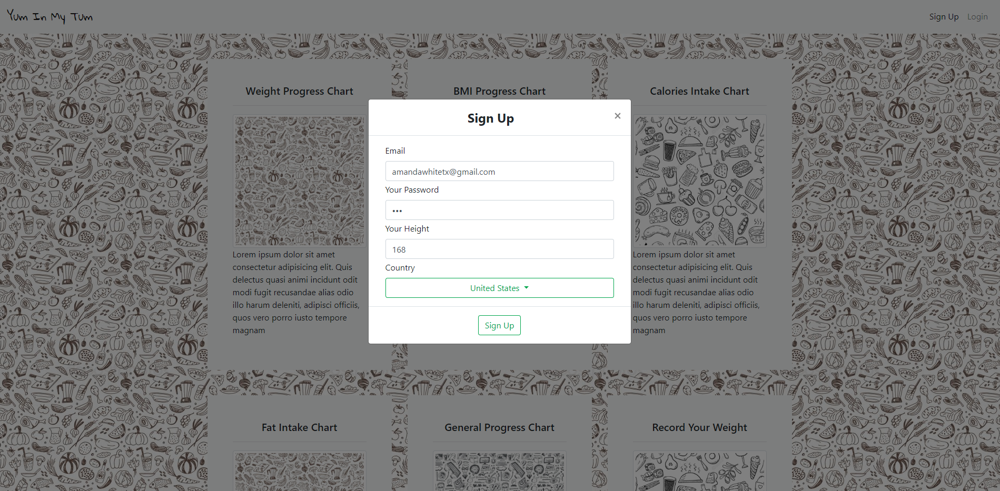 Yum In My Tum
Sign Up
Login
Weight Progress Chart
BMI Progress Chart
Calories Intake Chart
Sign Up
×
Email
amandawhitetx@gmail.com
Your Password
•••
Your Height
168
Country
United States
Sign Up
Lorem ipsum dolor sit amet
consectetur adipisicing elit. Quis
delectus quasi animi incidunt odit
modi fugit recusandae alias odio
illo harum deleniti, adipisci officiis,
quos vero porro iusto tempore
magnam
Lorem ipsum dolor sit amet
consectetur adipisicing elit. Quis
delectus quasi animi incidunt odit
modi fugit recusandae alias odio
illo harum deleniti, adipisci officiis,
quos vero porro iusto tempore
magnam
Fat Intake Chart
General Progress Chart
Record Your Weight